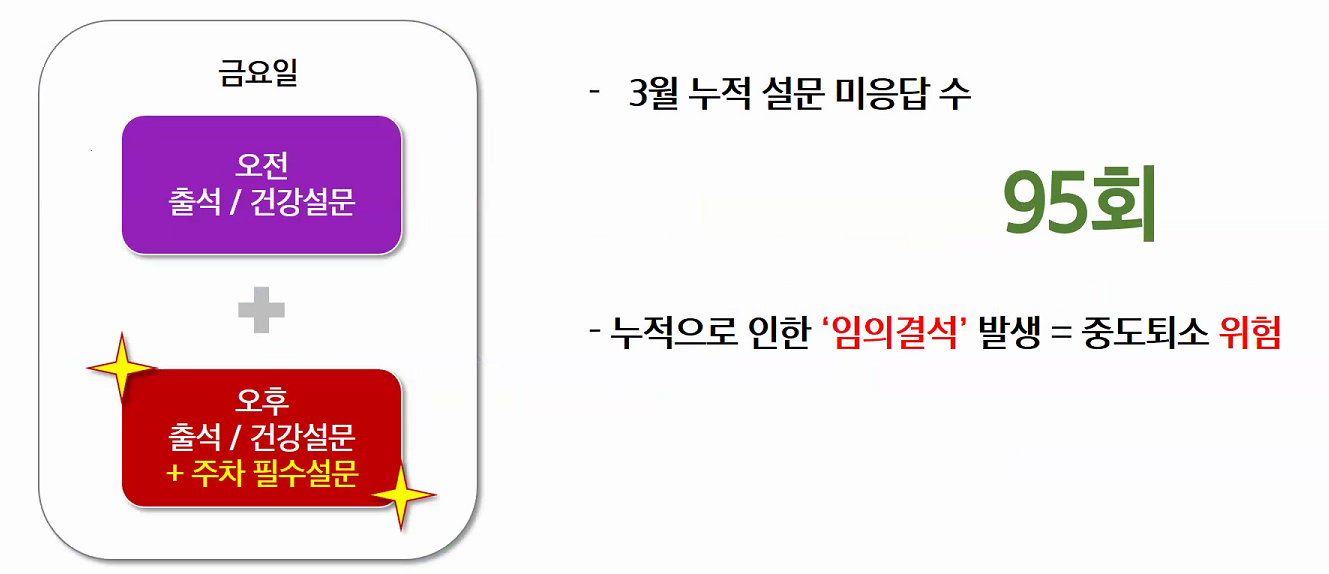 금요일
오전
출석 / 건강설문
오후
출석 / 건강설문
+ 주차 필수설문
- 3월 누적 설문 미응답 수
95회
- 누적으로 인한 ‘임의결석’ 발생 = 중도퇴소 위험